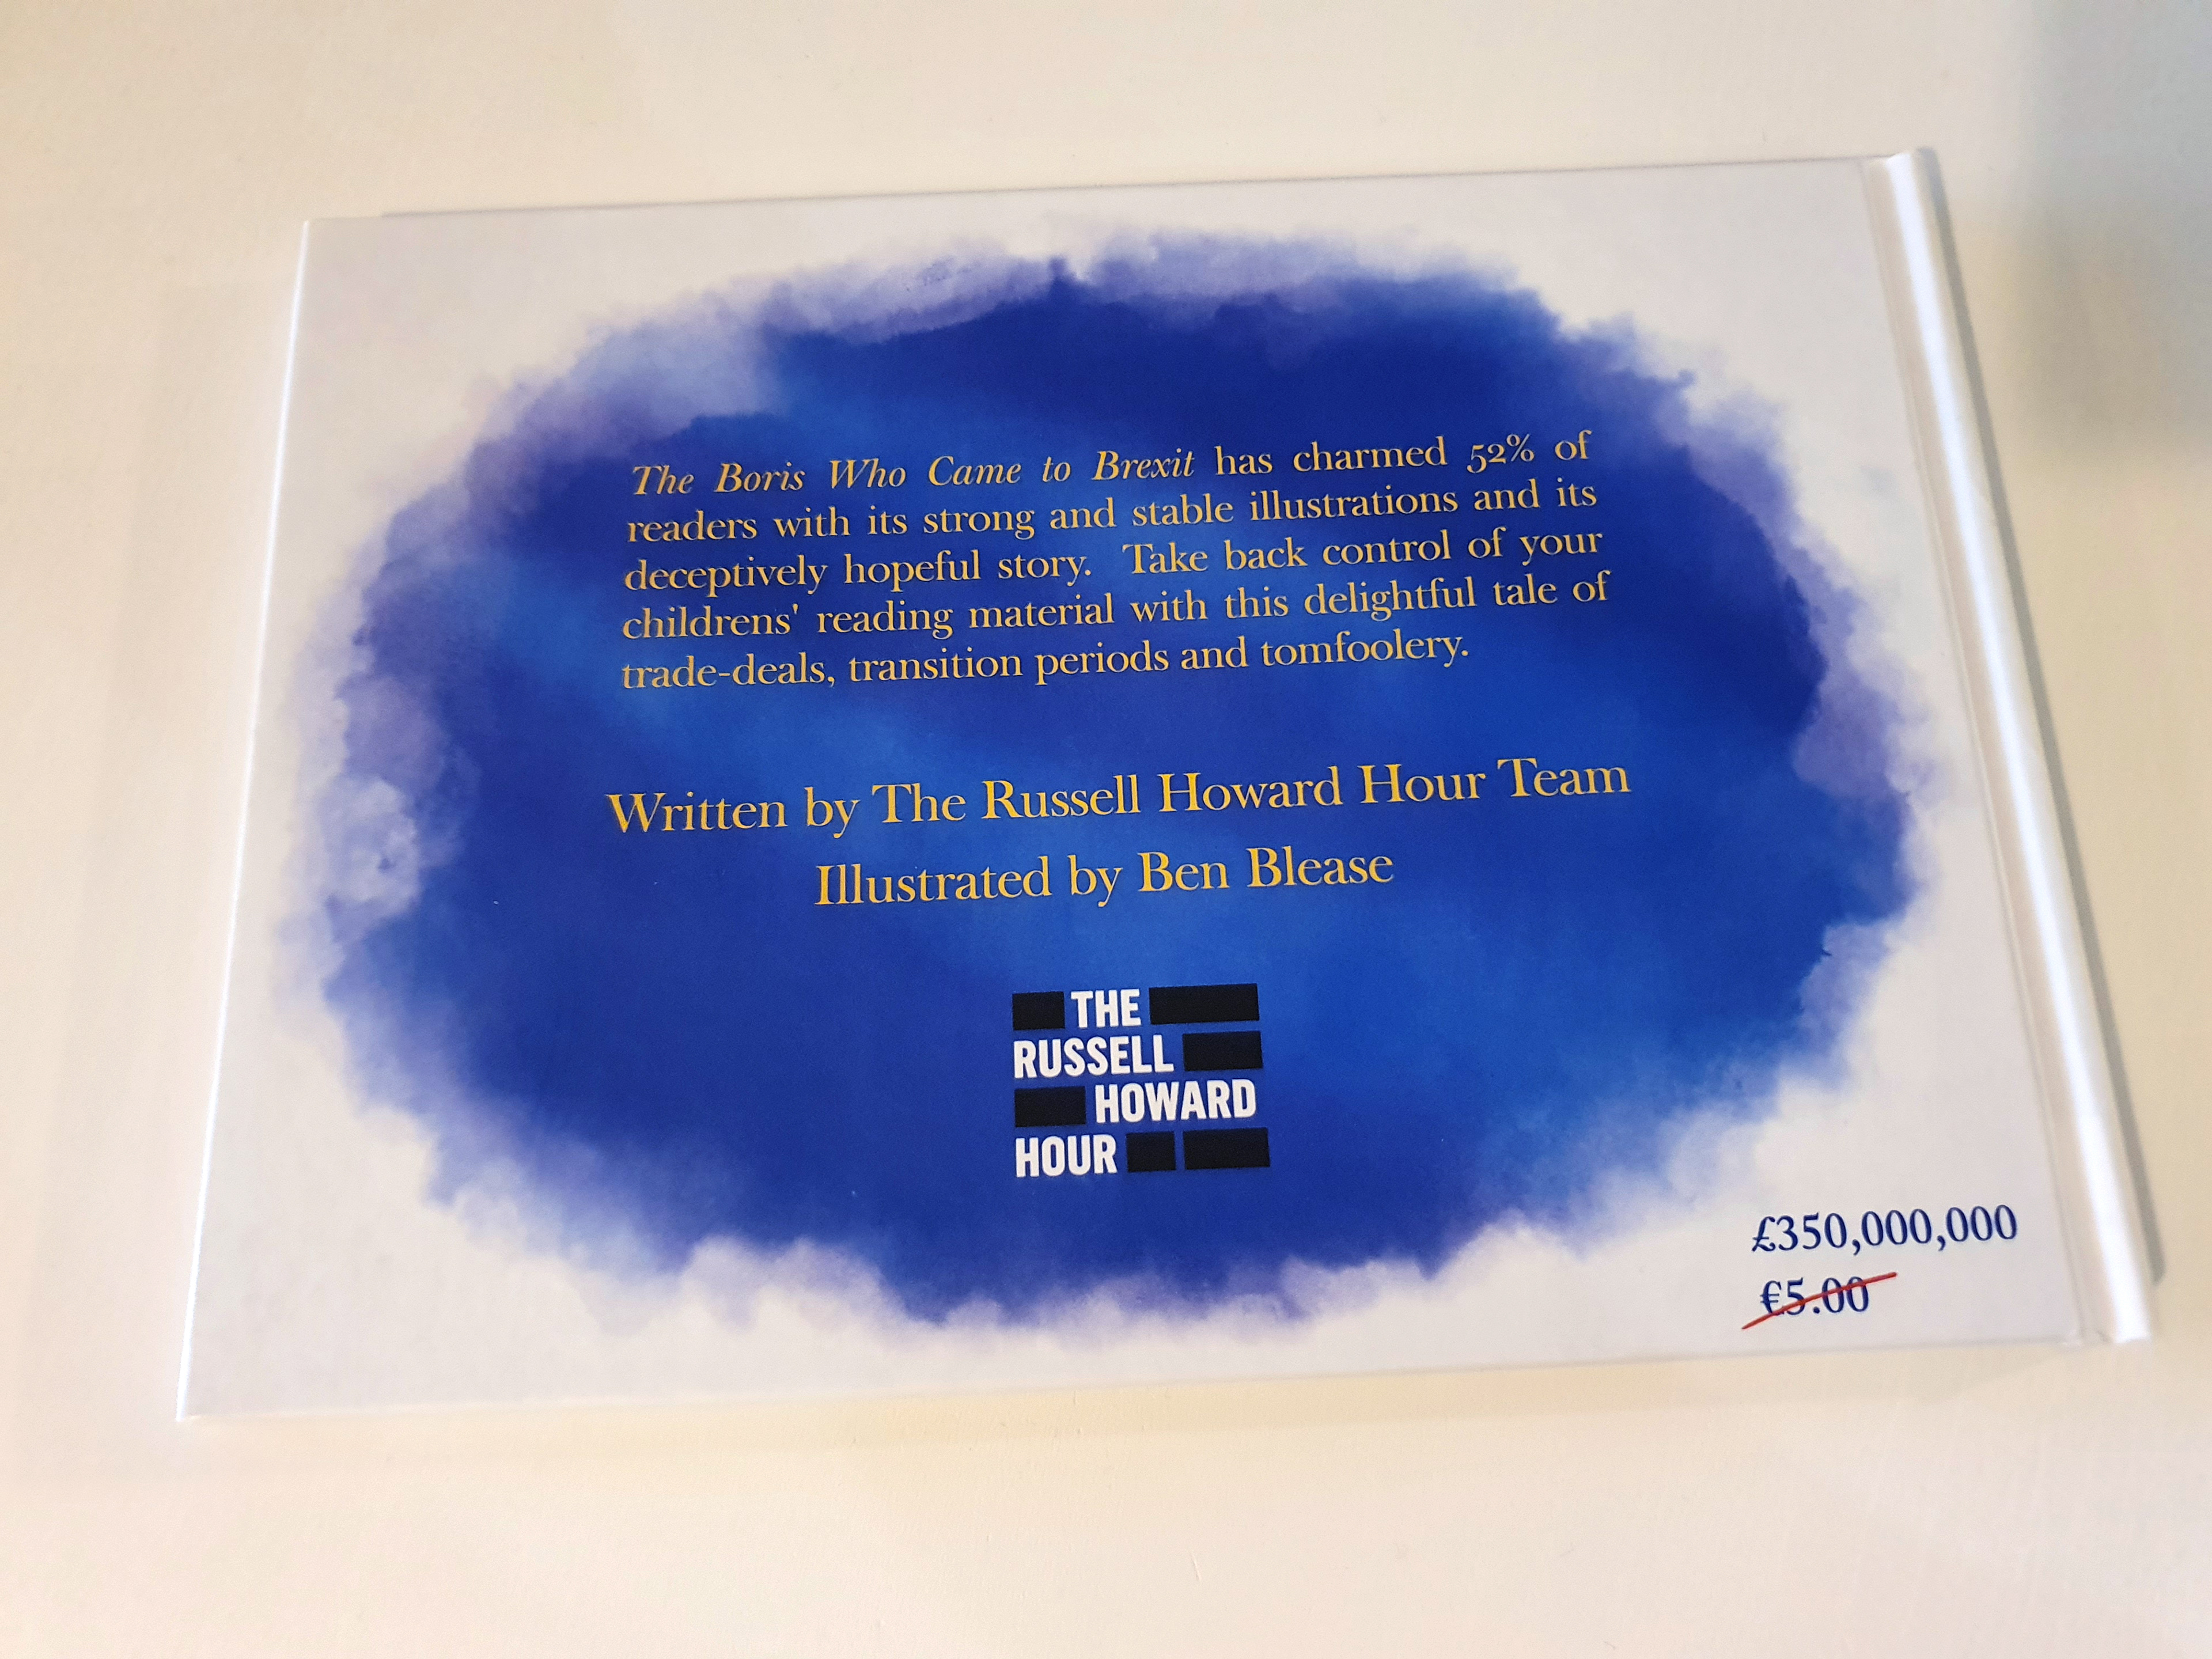 The Boris Who Came to Brexit has charmed 52% of
readers with its strong and stable illustrations and its
deceptively hopeful story. Take back control of your
childrens' reading material with this delightful tale of
trade-deals, transition periods and tomfoolery.
Written by The Russell Howard Hour Team
Illustrated by Ben Blease
THE
RUSSELL
HOWARD
HOUR
£350,000,000
€5.00